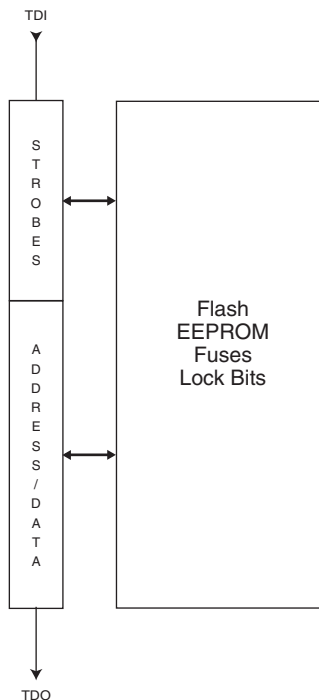 TDI
STROBES
ADDRESS/DATA
Flash
EEPROM
Fuses
Lock Bits
TDO